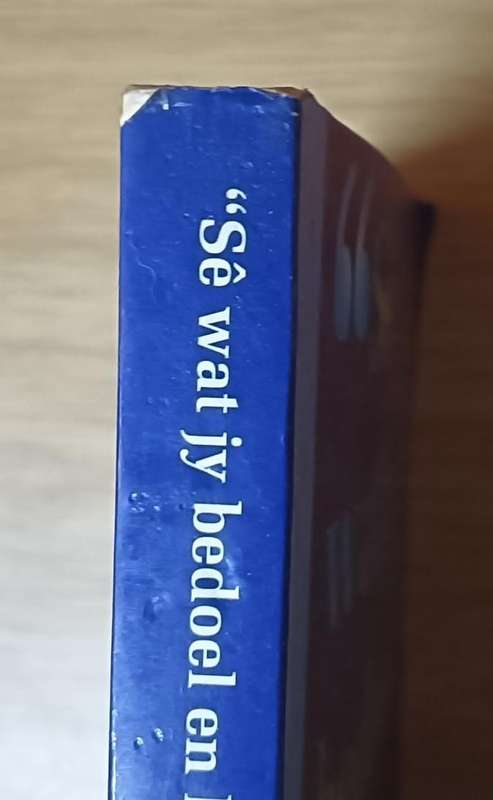 “Sê wat jy bedoel en